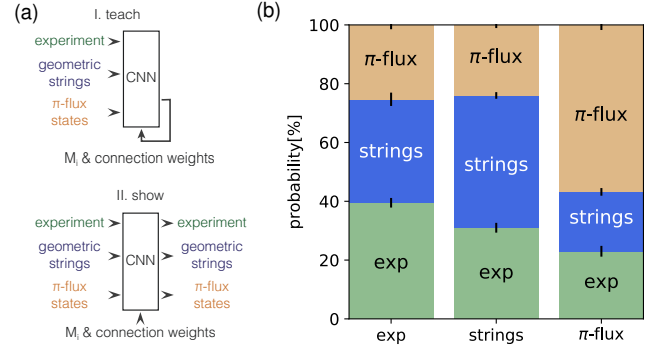 (a)
I. teach
experiment
geometric
strings
π-flux
states
CNN
M_i & connection weights
II. show
experiment
geometric
strings
π-flux
states
CNN
experiment
geometric
strings
π-flux
states
M_i & connection weights
(b)
probability[%]
100
80
60
40
20
0
π-flux
strings
exp
π-flux
strings
exp
π-flux
strings
exp
exp
strings
π-flux